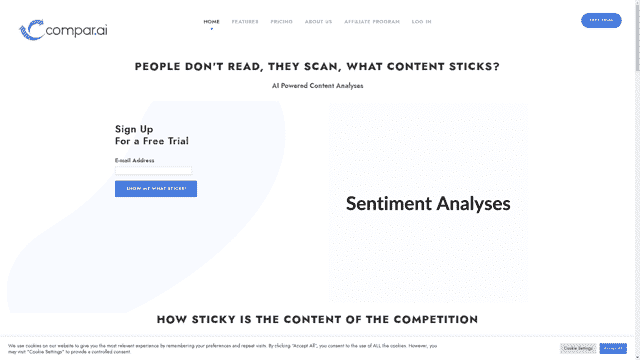 compar.ai
HOME FEATURES PRICING ABOUT US AFFILIATE PROGRAM LOG IN
FREE TRIAL
PEOPLE DON'T READ, THEY SCAN, WHAT CONTENT STICKS?
AI Powered Content Analyses
Sign Up
For a Free Trial
E-mail Address
SHOW ME WHAT STICKS!
Sentiment Analyses
HOW STICKY IS THE CONTENT OF THE COMPETITION
We use cookies on our website to give you the most relevant experience by remembering your preferences and repeat visits. By clicking "Accept All", you consent to the use of ALL the cookies. However, you
may visit "Cookie Settings" to provide a controlled consent.
Cookie Settings
Accept All